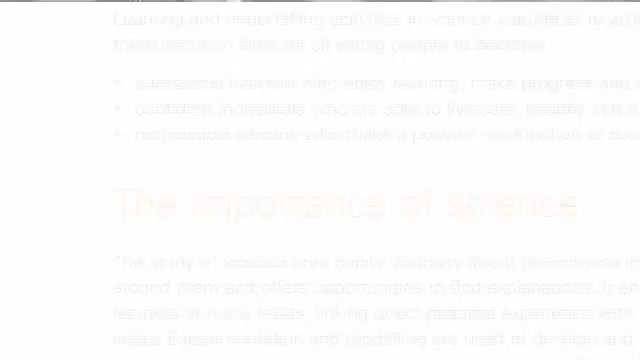 Learning and undertaking activities in science contribute to
the curriculum for all young people to become
• successful learners who enjoy learning, make progress and
• confident individuals who are able to live safe, healthy and
• responsible citizens who make a positive contribution to
The importance of science
The study of science fires pupils' curiosity about phenomena in
around them and offers opportunities to find explanations. It
learners at many levels, linking direct practical experience with
ideas. Experimentation and modelling are used to develop and